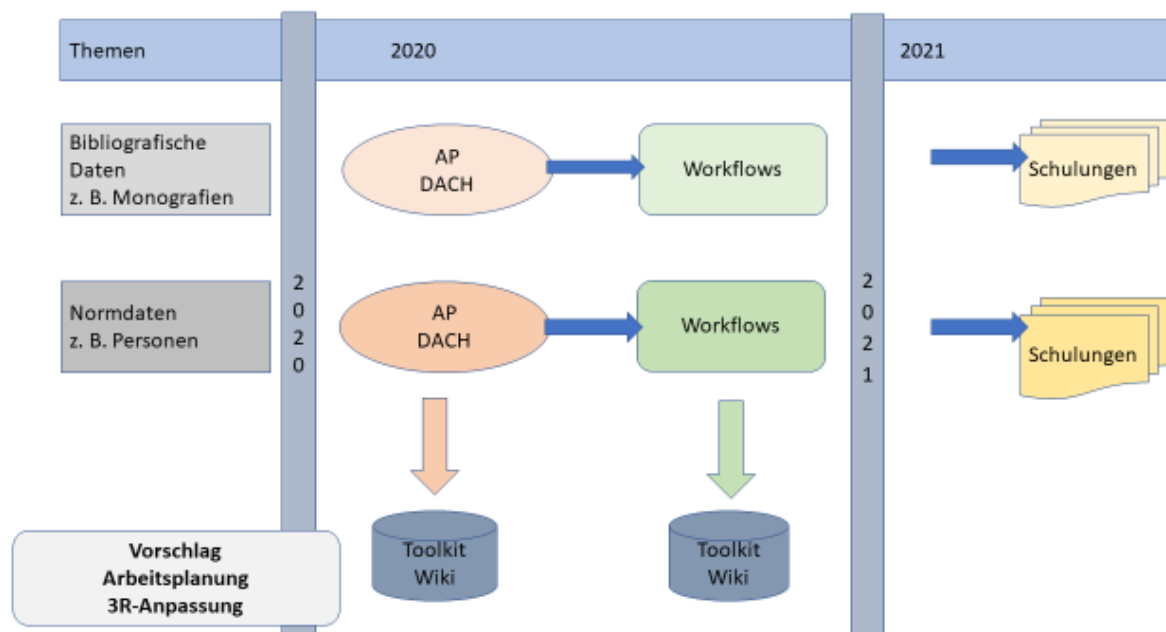 Themen
2020
2021
Bibliografische
Daten
z. B. Monografien
AP
DACH
Workflows
Schulungen
Normdaten
z. B. Personen
2
0
2
0
AP
DACH
Workflows
2
0
2
1
Schulungen
Toolkit
Wiki
Toolkit
Wiki
Vorschlag
Arbeitsplanung
3R-Anpassung